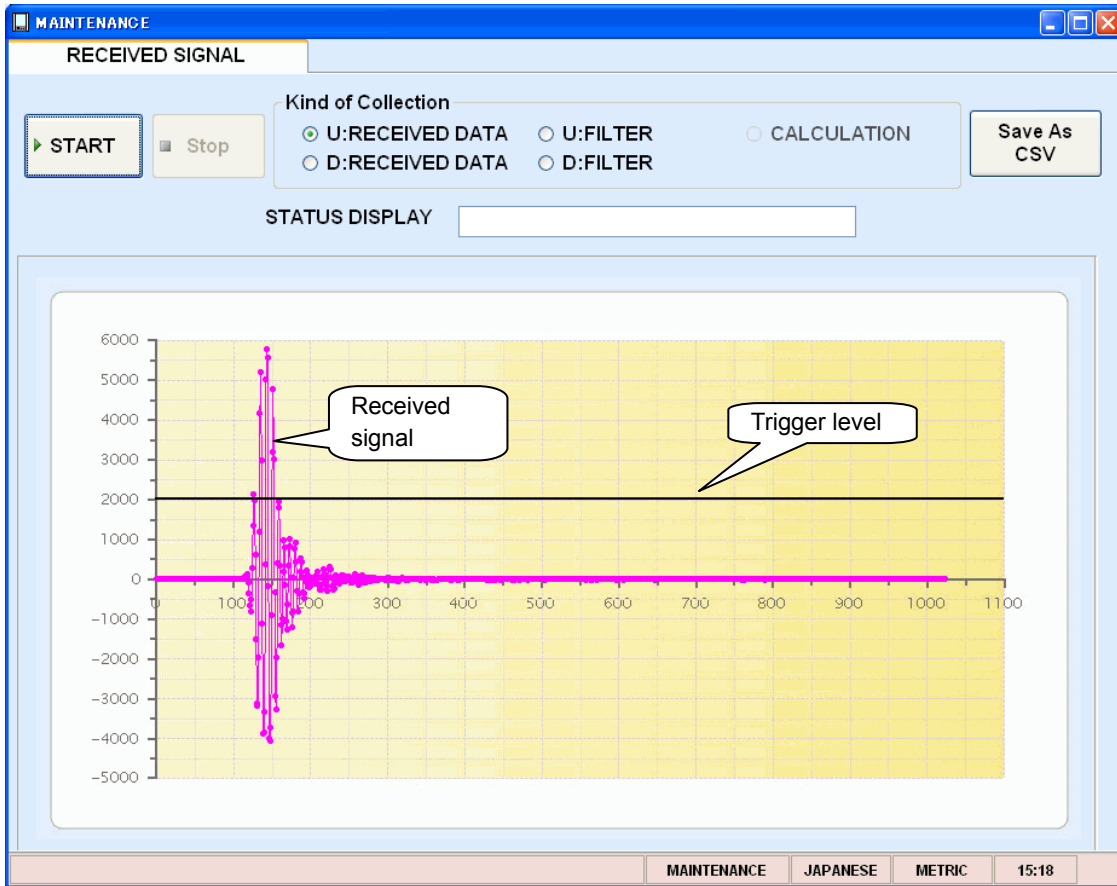 MAINTENANCE
RECEIVED SIGNAL
START
Stop
Kind of Collection
U:RECEIVED DATA
U:FILTER
CALCULATION
D:RECEIVED DATA
D:FILTER
Save As
CSV
STATUS DISPLAY
6000
5000
4000
3000
2000
1000
0
-1000
-2000
-3000
-4000
-5000
Received
signal
Trigger level
0 100 200 300 400 500 600 700 800 900 1000 1100
MAINTENANCE JAPANESE METRIC 15:18